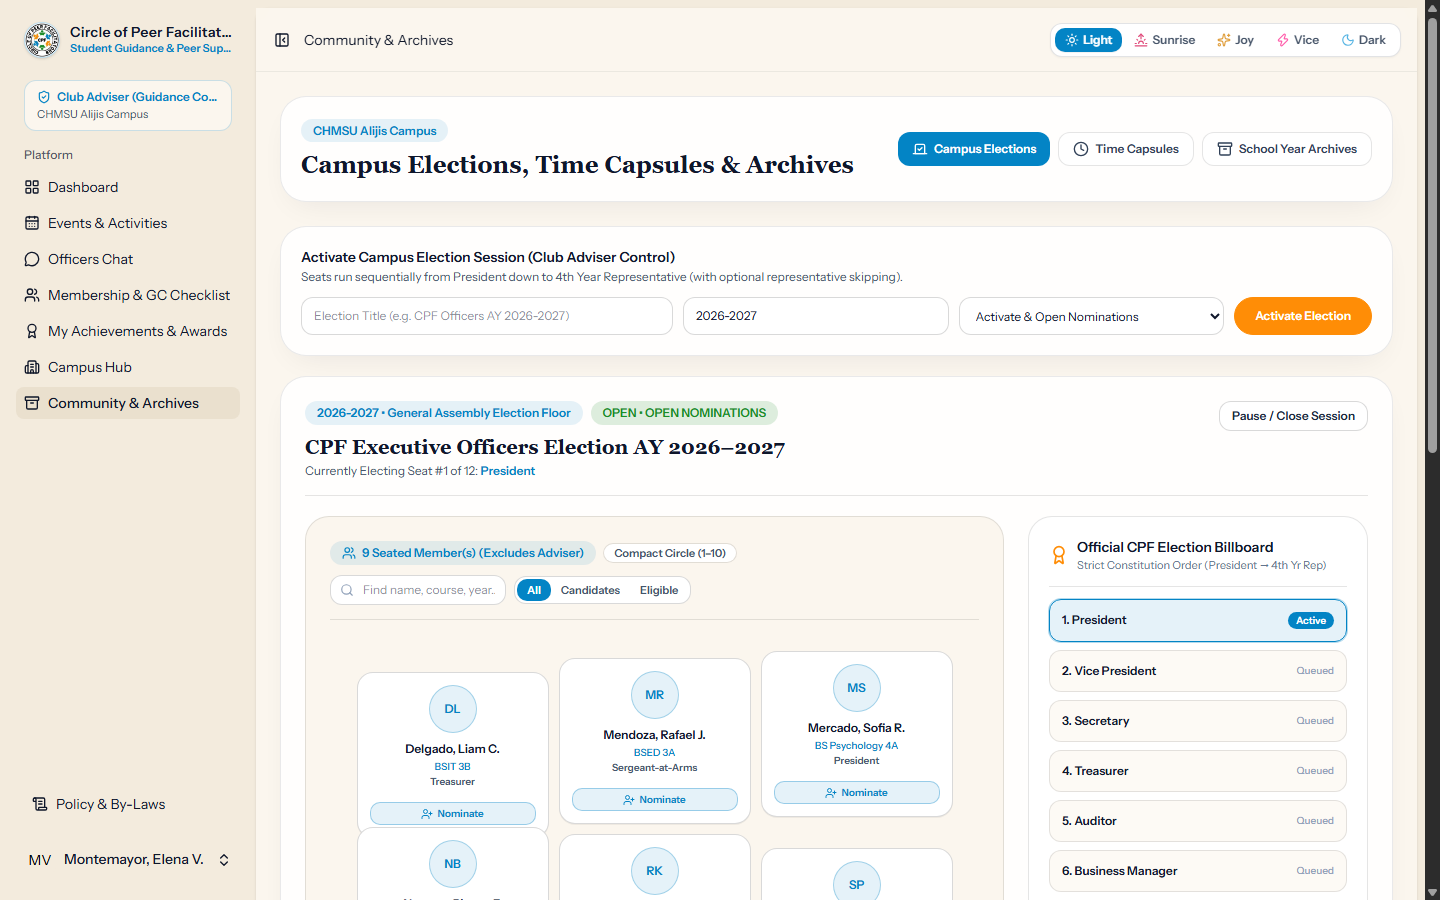 Circle of Peer Facilitat...
Student Guidance & Peer Sup...
Club Adviser (Guidance Co...
CHMSU Alijis Campus
Platform
Dashboard
Events & Activities
Officers Chat
Membership & GC Checklist
My Achievements & Awards
Campus Hub
Community & Archives
Policy & By-Laws
MV Montemayor, Elena V.
Community & Archives
Light Sunrise Joy Vice Dark
CHMSU Alijis Campus
Campus Elections, Time Capsules & Archives
Campus Elections Time Capsules School Year Archives
Activate Campus Election Session (Club Adviser Control)
Seats run sequentially from President down to 4th Year Representative (with optional representative skipping).
Election Title (e.g. CPF Officers AY 2026-2027) 2026-2027 Activate & Open Nominations Activate Election
2026-2027 • General Assembly Election Floor OPEN • OPEN NOMINATIONS
Pause / Close Session
CPF Executive Officers Election AY 2026–2027
Currently Electing Seat #1 of 12: President
9 Seated Member(s) (Excludes Adviser) Compact Circle (1-10)
Find name, course, year. All Candidates Eligible
DL
Delgado, Liam C.
BSIT 3B
Treasurer
Nominate
MR
Mendoza, Rafael J.
BSED 3A
Sergeant-at-Arms
Nominate
MS
Mercado, Sofia R.
BS Psychology 4A
President
Nominate
NB
RK
SP
Official CPF Election Billboard
Strict Constitution Order (President → 4th Yr Rep)
1. President Active
2. Vice President Queued
3. Secretary Queued
4. Treasurer Queued
5. Auditor Queued
6. Business Manager Queued